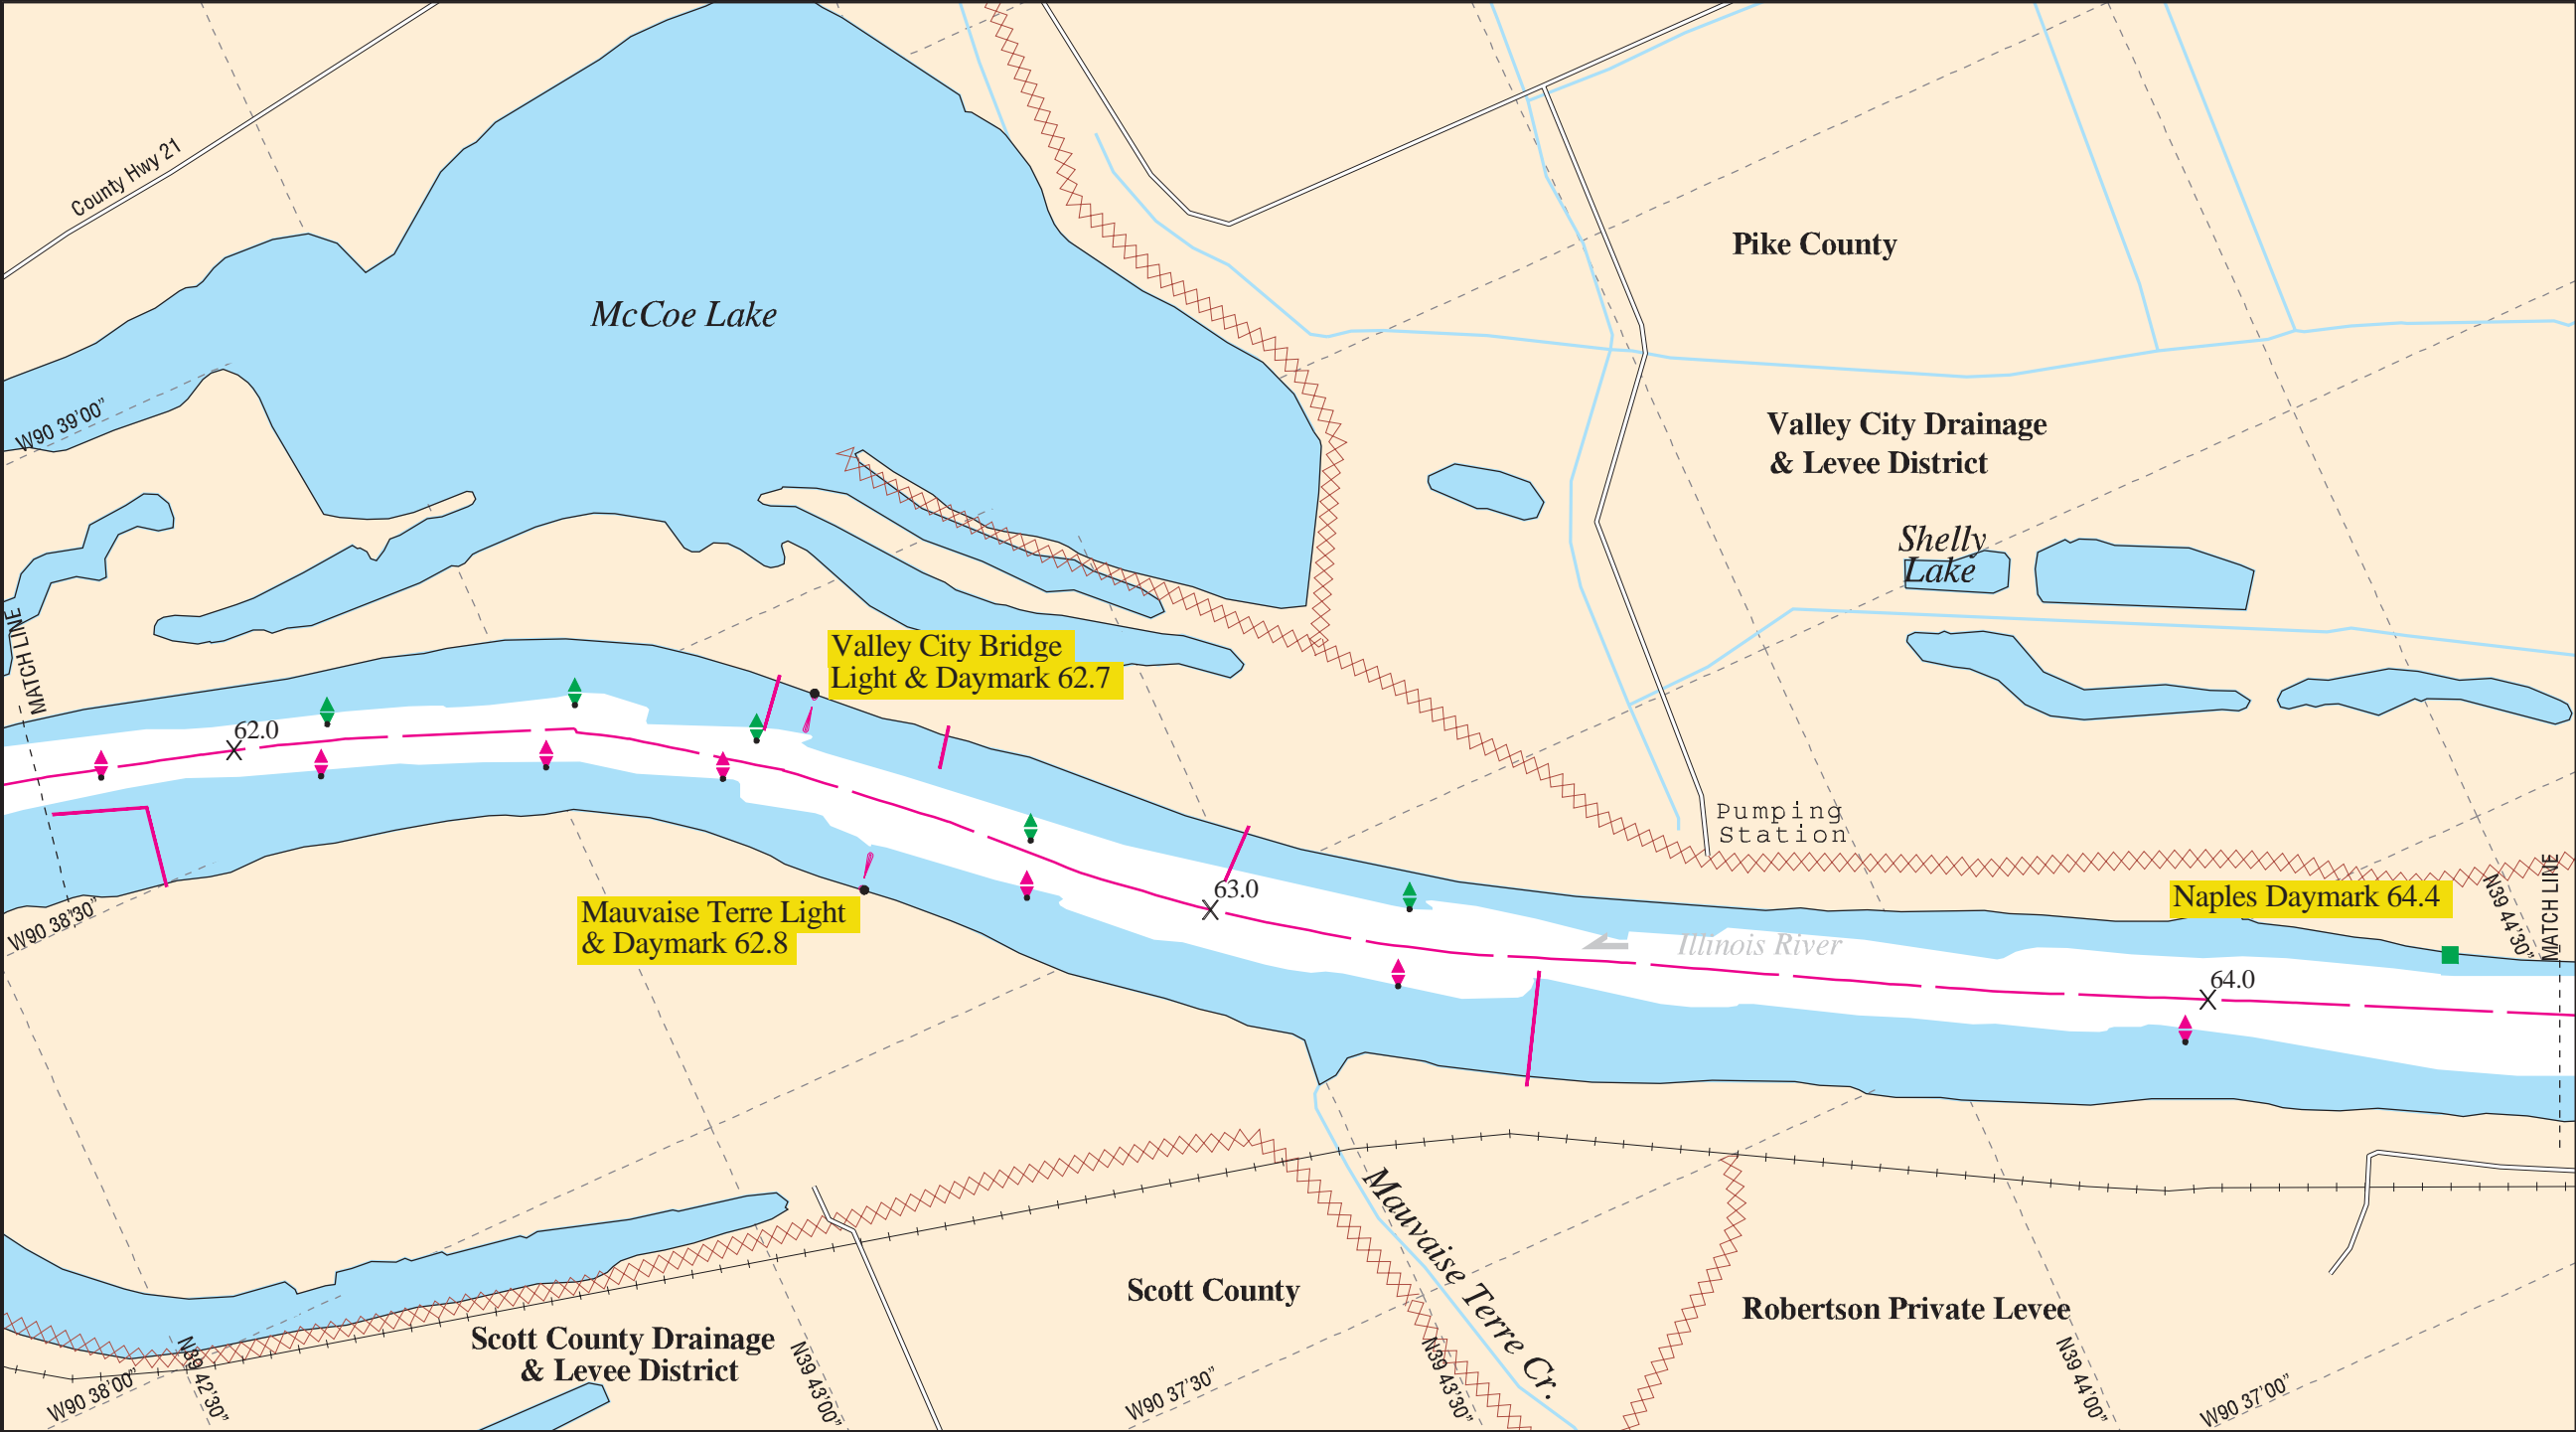 County Hwy 21
Pike County
McCoe Lake
W90 39'00"
Valley City Drainage
& Levee District
Shelly
Lake
MATCH LINE
Valley City Bridge
Light & Daymark 62.7
62.0
Pumping
Station
63.0
Naples Daymark 64.4
N39 44'30"
MATCH LINE
W90 38'30"
Mauvaise Terre Light
& Daymark 62.8
Illinois River
64.0
Mauvaise Terre Cr.
Scott County
Robertson Private Levee
Scott County Drainage
& Levee District
W90 38'00"
N39 42'30"
N39 43'00"
W90 37'30"
N39 43'30"
N39 44'00"
W90 37'00"